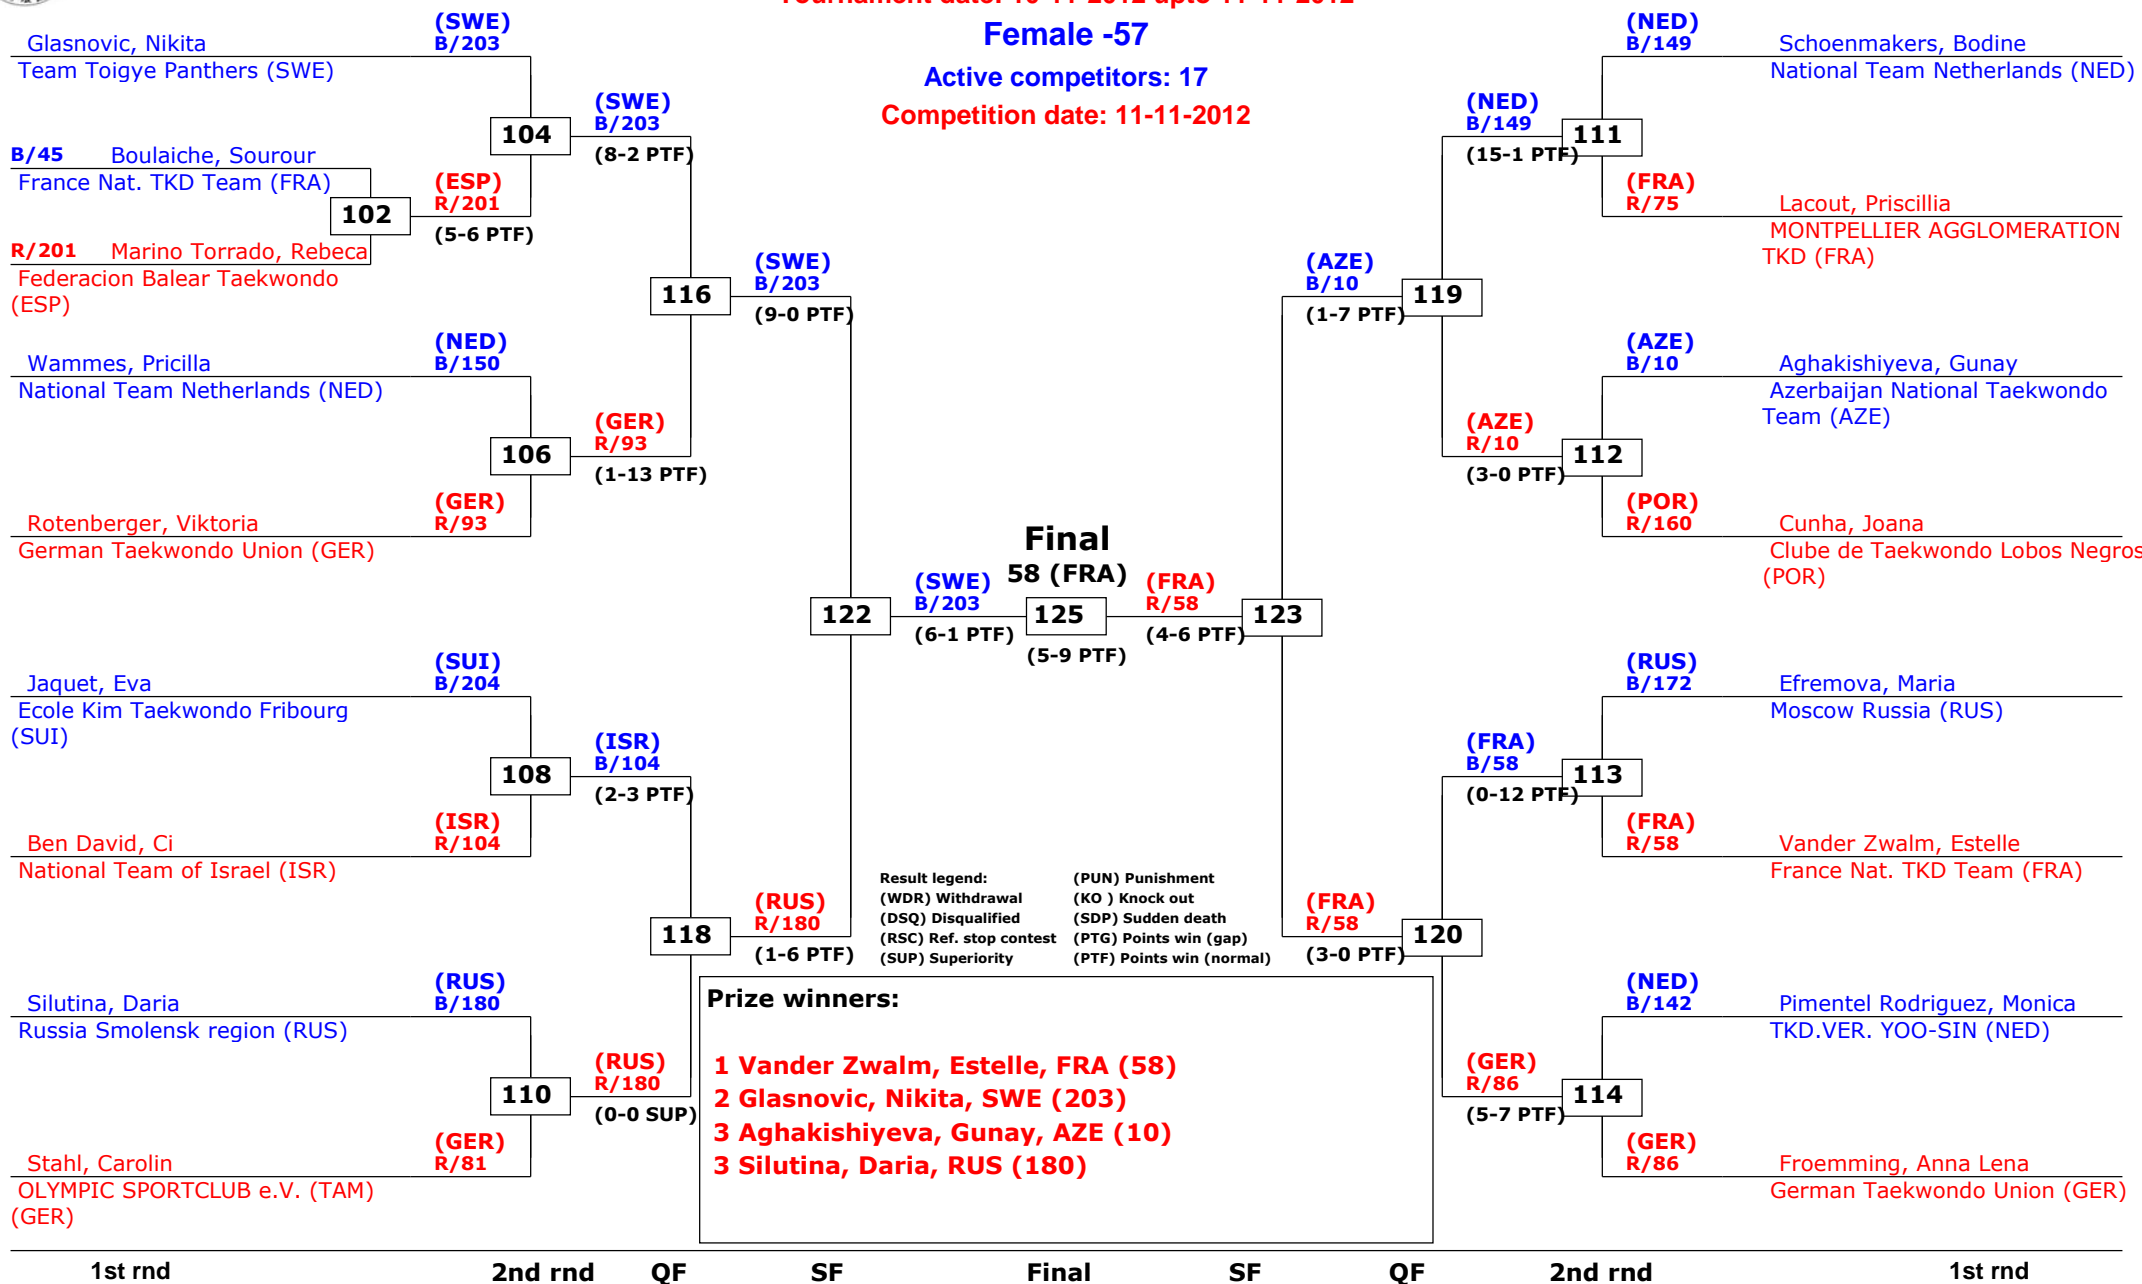 Tournament date: 10-11-2012 upto 11-11-2012
Female -57
Active competitors: 17
Competition date: 11-11-2012
Glasnovic, Nikita
Team Toigye Panthers (SWE)
(SWE)
B/203
B/45 Boulaiche, Sourour
France Nat. TKD Team (FRA)
102
R/201 Marino Torrado, Rebeca
Federacion Balear Taekwondo
(ESP)
(ESP)
R/201
(5-6 PTF)
104
(SWE)
B/203
(8-2 PTF)
Wammes, Pricilla
National Team Netherlands (NED)
(NED)
B/150
106
Rotenberger, Viktoria
German Taekwondo Union (GER)
(GER)
R/93
(GER)
R/93
(1-13 PTF)
116
(SWE)
B/203
(9-0 PTF)
Jaquet, Eva
Ecole Kim Taekwondo Fribourg
(SUI)
(SUI)
B/204
108
Ben David, Ci
National Team of Israel (ISR)
(ISR)
R/104
(ISR)
B/104
(2-3 PTF)
Silutina, Daria
Russia Smolensk region (RUS)
(RUS)
B/180
110
Stahl, Carolin
OLYMPIC SPORTCLUB e.V. (TAM)
(GER)
(GER)
R/81
(RUS)
R/180
(0-0 SUP)
118
(RUS)
R/180
(1-6 PTF)
122
(SWE)
B/203
(6-1 PTF)
Final
58 (FRA)
125
(5-9 PTF)
(FRA)
R/58
(4-6 PTF)
123
(NED)
B/149
Schoenmakers, Bodine
National Team Netherlands (NED)
111
(FRA)
R/75
Lacout, Priscillia
MONTPELLIER AGGLOMERATION
TKD (FRA)
(NED)
B/149
(15-1 PTF)
(AZE)
B/10
Aghakishiyeva, Gunay
Azerbaijan National Taekwondo
Team (AZE)
112
(POR)
R/160
Cunha, Joana
Clube de Taekwondo Lobos Negros
(POR)
(AZE)
R/10
(3-0 PTF)
119
(AZE)
B/10
(1-7 PTF)
(RUS)
B/172
Efremova, Maria
Moscow Russia (RUS)
113
(FRA)
R/58
Vander Zwalm, Estelle
France Nat. TKD Team (FRA)
(FRA)
B/58
(0-12 PTF)
(NED)
B/142
Pimentel Rodriguez, Monica
TKD.VER. YOO-SIN (NED)
114
(GER)
R/86
Froemming, Anna Lena
German Taekwondo Union (GER)
(GER)
R/86
(5-7 PTF)
120
(FRA)
R/58
(3-0 PTF)
Result legend: (PUN) Punishment
(WDR) Withdrawal (KO ) Knock out
(DSQ) Disqualified (SDP) Sudden death
(RSC) Ref. stop contest (PTG) Points win (gap)
(SUP) Superiority (PTF) Points win (normal)
Prize winners:
1 Vander Zwalm, Estelle, FRA (58)
2 Glasnovic, Nikita, SWE (203)
3 Aghakishiyeva, Gunay, AZE (10)
3 Silutina, Daria, RUS (180)
1st rnd 2nd rnd QF SF Final SF QF 2nd rnd 1st rnd